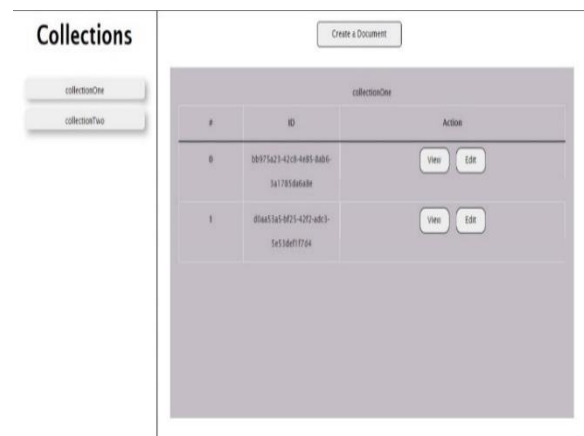 Collections
collectionOne
collectionTwo
Create a Document
collectionOne
# ID Action
0
View Edit
1
View Edit